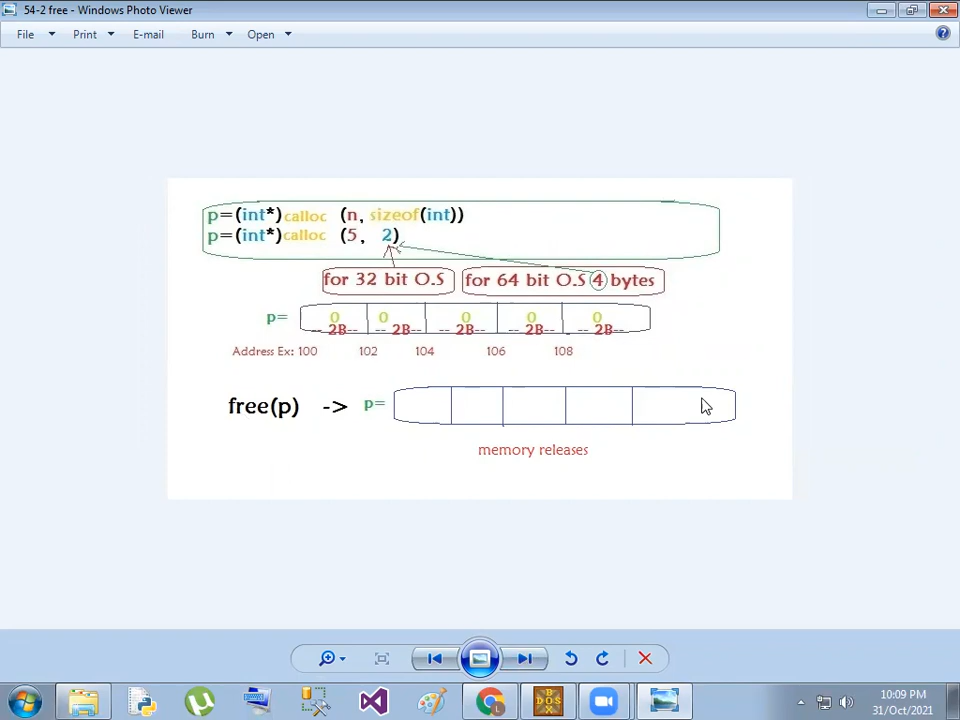 54-2 free - Windows Photo Viewer
File Print E-mail Burn Open
p=(int*)calloc (n, sizeof(int))
p=(int*)calloc (5, 2)
for 32 bit O.S for 64 bit O.S 4 bytes
p= 0 0 0 0 0
-- 2B-- -- 2B-- -- 2B-- -- 2B-- -- 2B--
Address Ex: 100 102 104 106 108
free(p) -> p=
memory releases
10:09 PM
31/Oct/2021